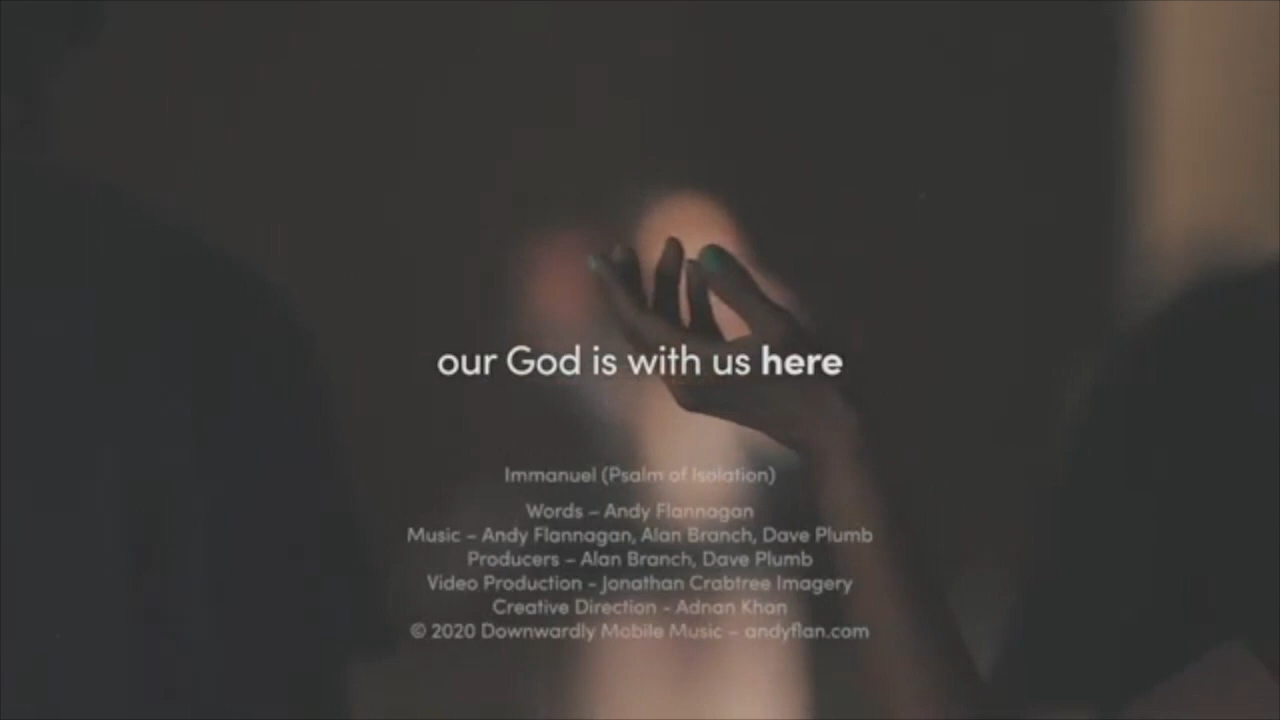 our God is with us here
Immanuel (Psalm of Isolation)
Words – Andy Flannagan
Music – Andy Flannagan, Alan Branch, Dave Plumb
Producers – Alan Branch, Dave Plumb
Video Production - Jonathan Crabtree Imagery
Creative Direction - Adnan Khan
© 2020 Downwardly Mobile Music – andyflan.com